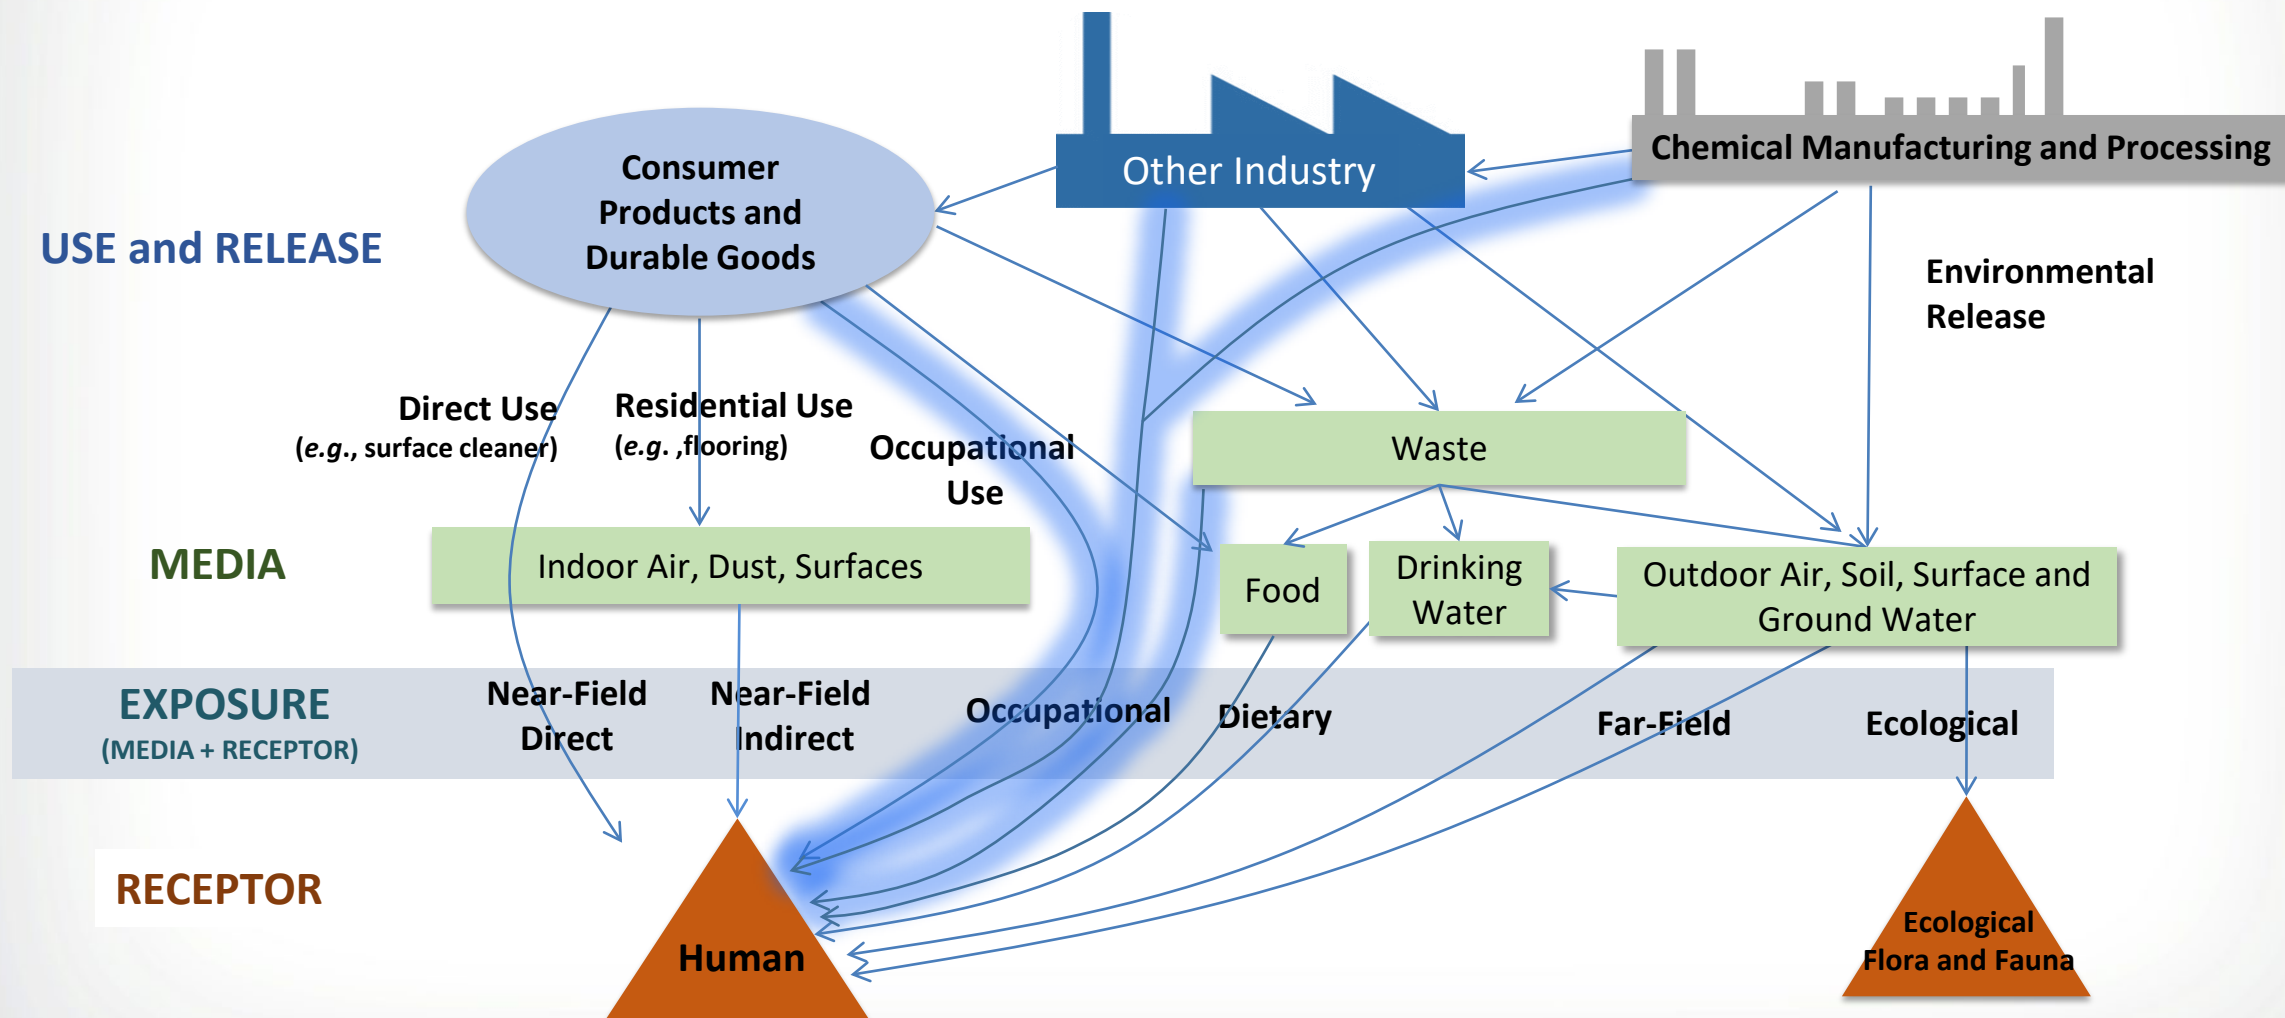 Other Industry
Chemical Manufacturing and Processing
Consumer
Products and
Durable Goods
USE and RELEASE
Environmental
Release
Direct Use
(e.g., surface cleaner)
Residential Use
(e.g. ,flooring)
Occupational
Use
Waste
MEDIA
Indoor Air, Dust, Surfaces
Food
Drinking
Water
Outdoor Air, Soil, Surface and
Ground Water
EXPOSURE
(MEDIA + RECEPTOR)
Near-Field
Direct
Near-Field
Indirect
Occupational
Dietary
Far-Field
Ecological
RECEPTOR
Human
Ecological
Flora and Fauna